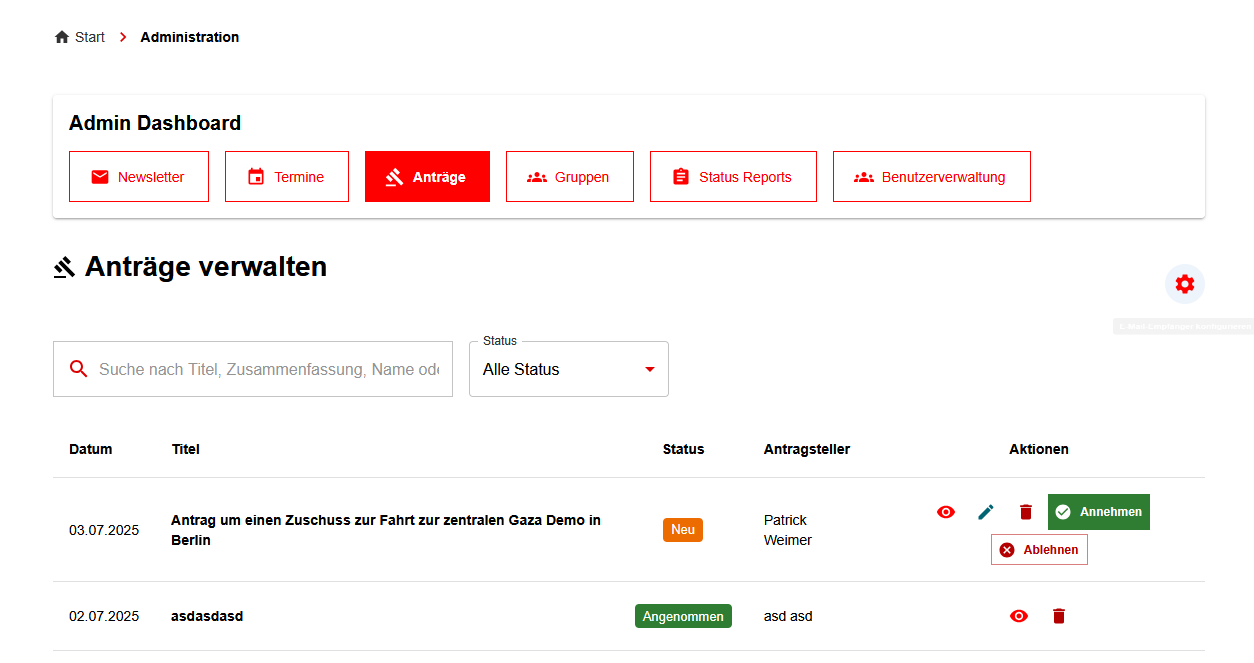 Start > Administration
Admin Dashboard
Newsletter Termine Anträge Gruppen Status Reports Benutzerverwaltung
Anträge verwalten
Status
Suche nach Titel, Zusammenfassung, Name ode Alle Status
Datum Titel Status Antragsteller Aktionen
03.07.2025 Antrag um einen Zuschuss zur Fahrt zur zentralen Gaza Demo in Berlin Neu Patrick Weimer Annehmen
Ablehnen
02.07.2025 asdasdasd Angenommen asd asd